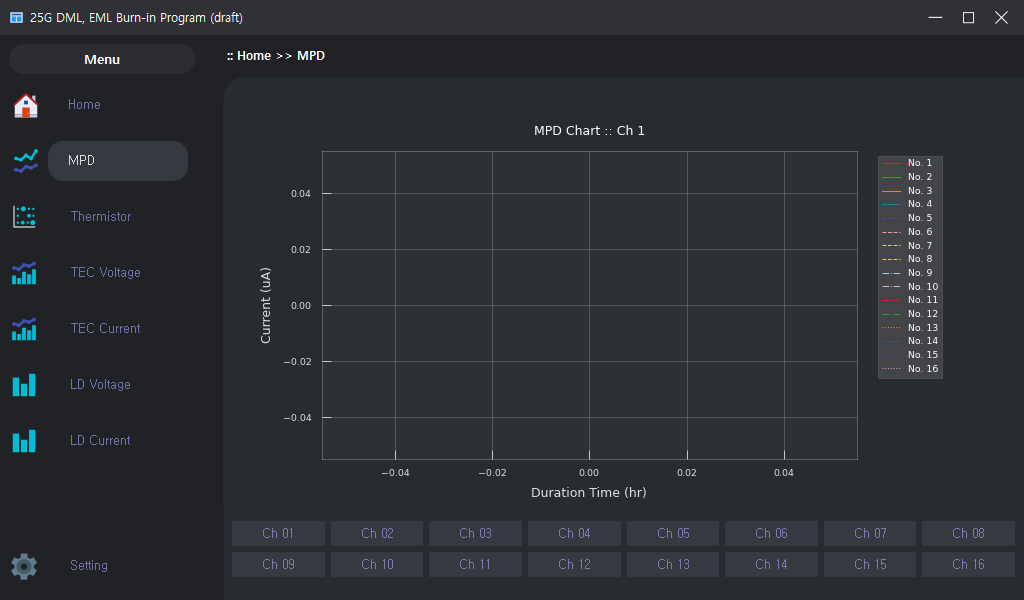 25G DML, EML Burn-in Program (draft)
Menu
:: Home >> MPD
Home
MPD
Thermistor
TEC Voltage
TEC Current
LD Voltage
LD Current
Setting
MPD Chart :: Ch 1
Current (uA)
0.04
0.02
0.00
−0.02
−0.04
−0.04 −0.02 0.00 0.02 0.04
Duration Time (hr)
No. 1
No. 2
No. 3
No. 4
No. 5
No. 6
No. 7
No. 8
No. 9
No. 10
No. 11
No. 12
No. 13
No. 14
No. 15
No. 16
Ch 01 Ch 02 Ch 03 Ch 04 Ch 05 Ch 06 Ch 07 Ch 08
Ch 09 Ch 10 Ch 11 Ch 12 Ch 13 Ch 14 Ch 15 Ch 16